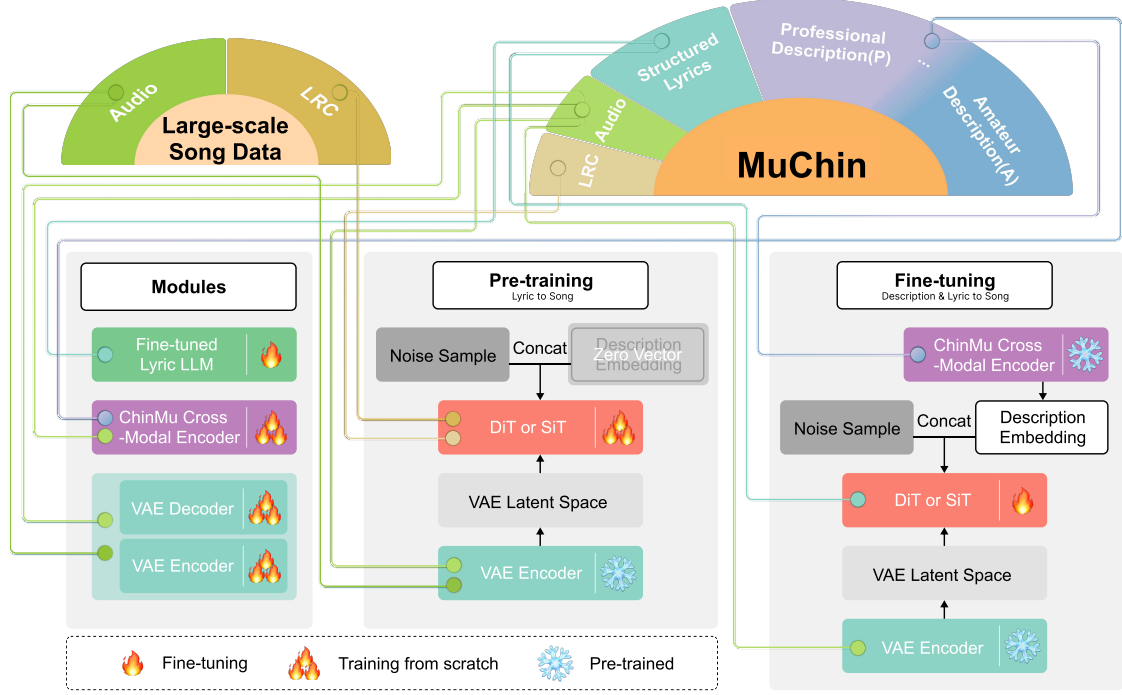 Audio
LRC
Large-scale
Song Data
LRC
Audio
Structured
Lyrics
Professional
Description(P)
...
Amateur
Description(A)
MuChin
Modules
Fine-tuned
Lyric LLM
ChinMu Cross
-Modal Encoder
VAE Decoder
VAE Encoder
Pre-training
Lyric to Song
Noise Sample
Concat
Description
Embedding
Zero Vector
DiT or SiT
VAE Latent Space
VAE Encoder
Fine-tuning
Description & Lyric to Song
ChinMu Cross
-Modal Encoder
Noise Sample
Concat
Description
Embedding
DiT or SiT
VAE Latent Space
VAE Encoder
Fine-tuning
Training from scratch
Pre-trained